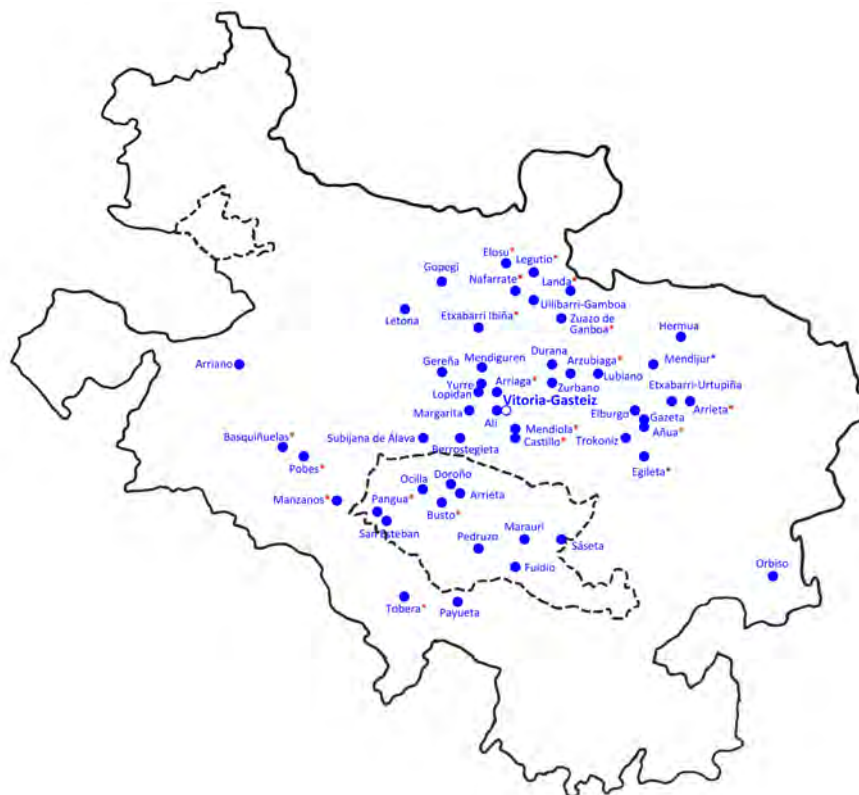 Elosu*
Legutio*
Gopegi
Nafarrate*
Landa*
Ulibarri-Gamboa
Letona
Etxabarri Ibiña*
Zuazo de
Ganboa*
Hermua
Arriano
Gereña
Mendiguren
Durana
Arzubiaga*
Mendijur*
Yurre
Arriaga*
Zurbano
Lubiano
Etxabarri-Urtupiña
Lopidan
Vitoria-Gasteiz
Margarita
Ali
Elburgo
Gazeta
Arrieta*
Mendiola*
Añua*
Basquiñuelas*
Subijana de Álava
Berrostegieta
Castillo*
Trokoniz
Pobes*
Egileta*
Ocilla
Doroño
Manzanos*
Pangua*
Arrieta
Busto*
San Esteban
Marauri
Pedruzo
Sáseta
Fuidio
Orbiso
Tobera*
Payueta